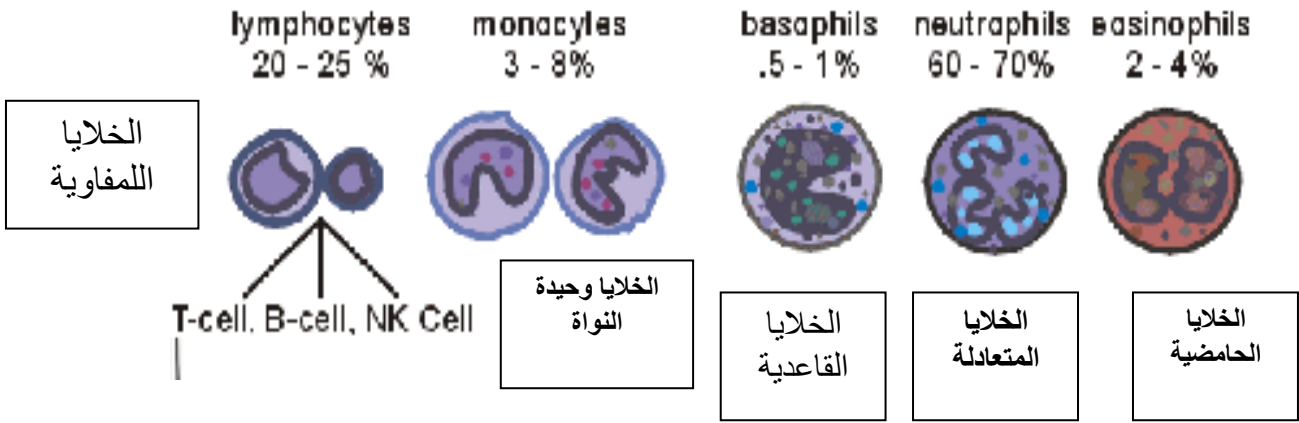 lymphocytes
20 - 25 %
monacyles
3 - 8%
basaphils
.5 - 1%
neutraphils
60 - 70%
easinophils
2 - 4%
الخلايا
اللمفاوية
T-cell, B-cell, NK Cell
الخلايا وحيدة
النواة
الخلايا
القاعدية
الخلايا
المتعادلة
الخلايا
الحامضية